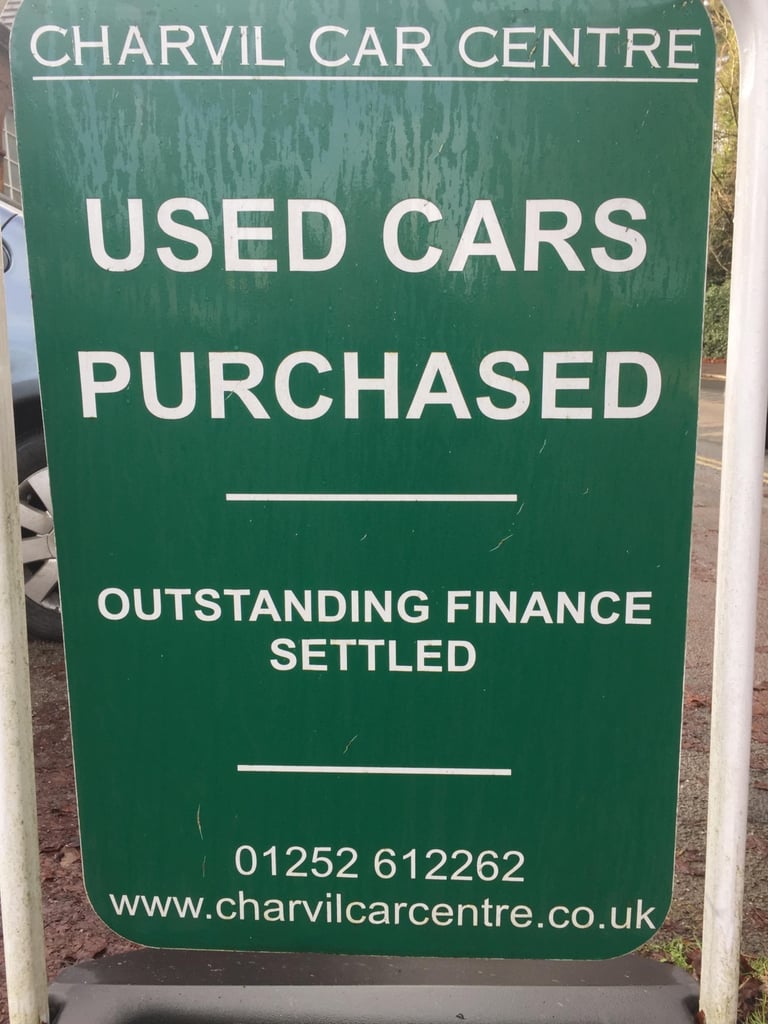 CHARVIL CAR CENTRE
USED CARS
PURCHASED
OUTSTANDING FINANCE
SETTLED
01252 612262
www.charvilcarcentre.co.uk